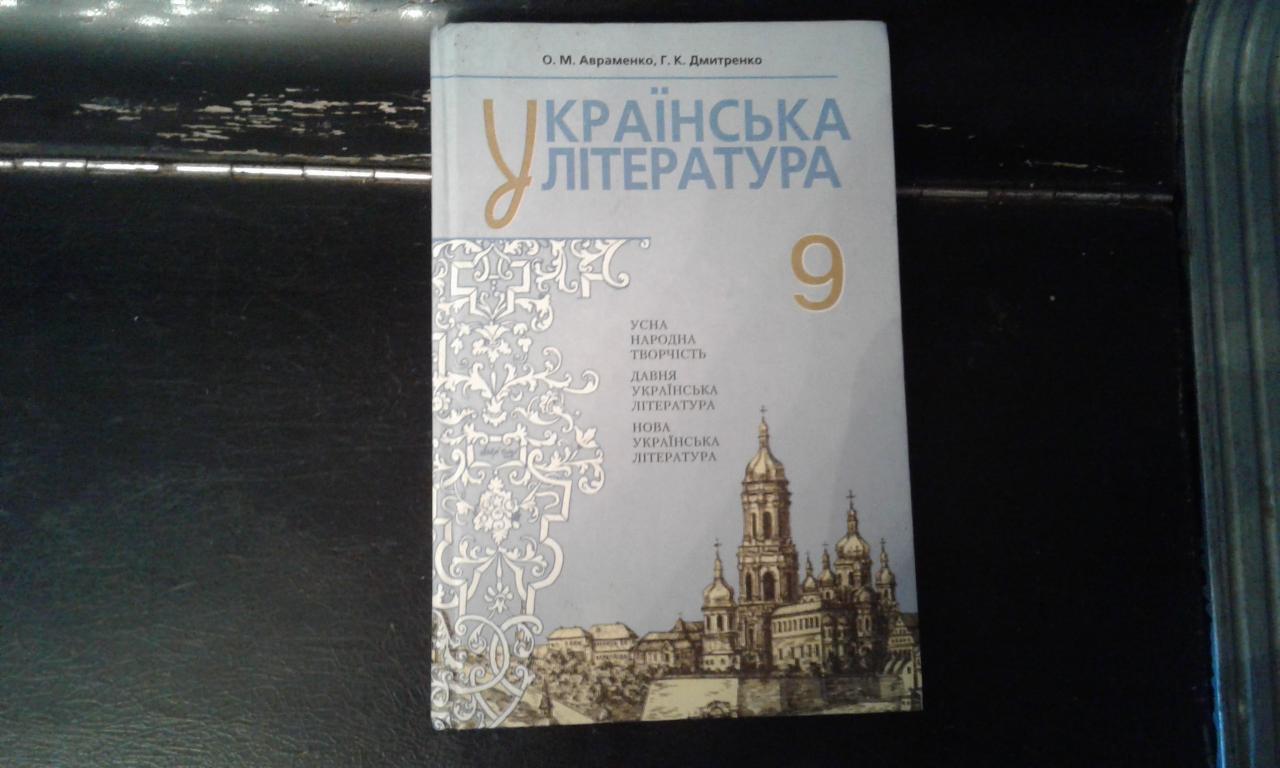 О. М. Авраменко, Г. К. Дмитренко
УКРАЇНСЬКА
ЛІТЕРАТУРА
9
УСНА
НАРОДНА
ТВОРЧІСТЬ
ДАВНЯ
УКРАЇНСЬКА
ЛІТЕРАТУРА
НОВА
УКРАЇНСЬКА
ЛІТЕРАТУРА